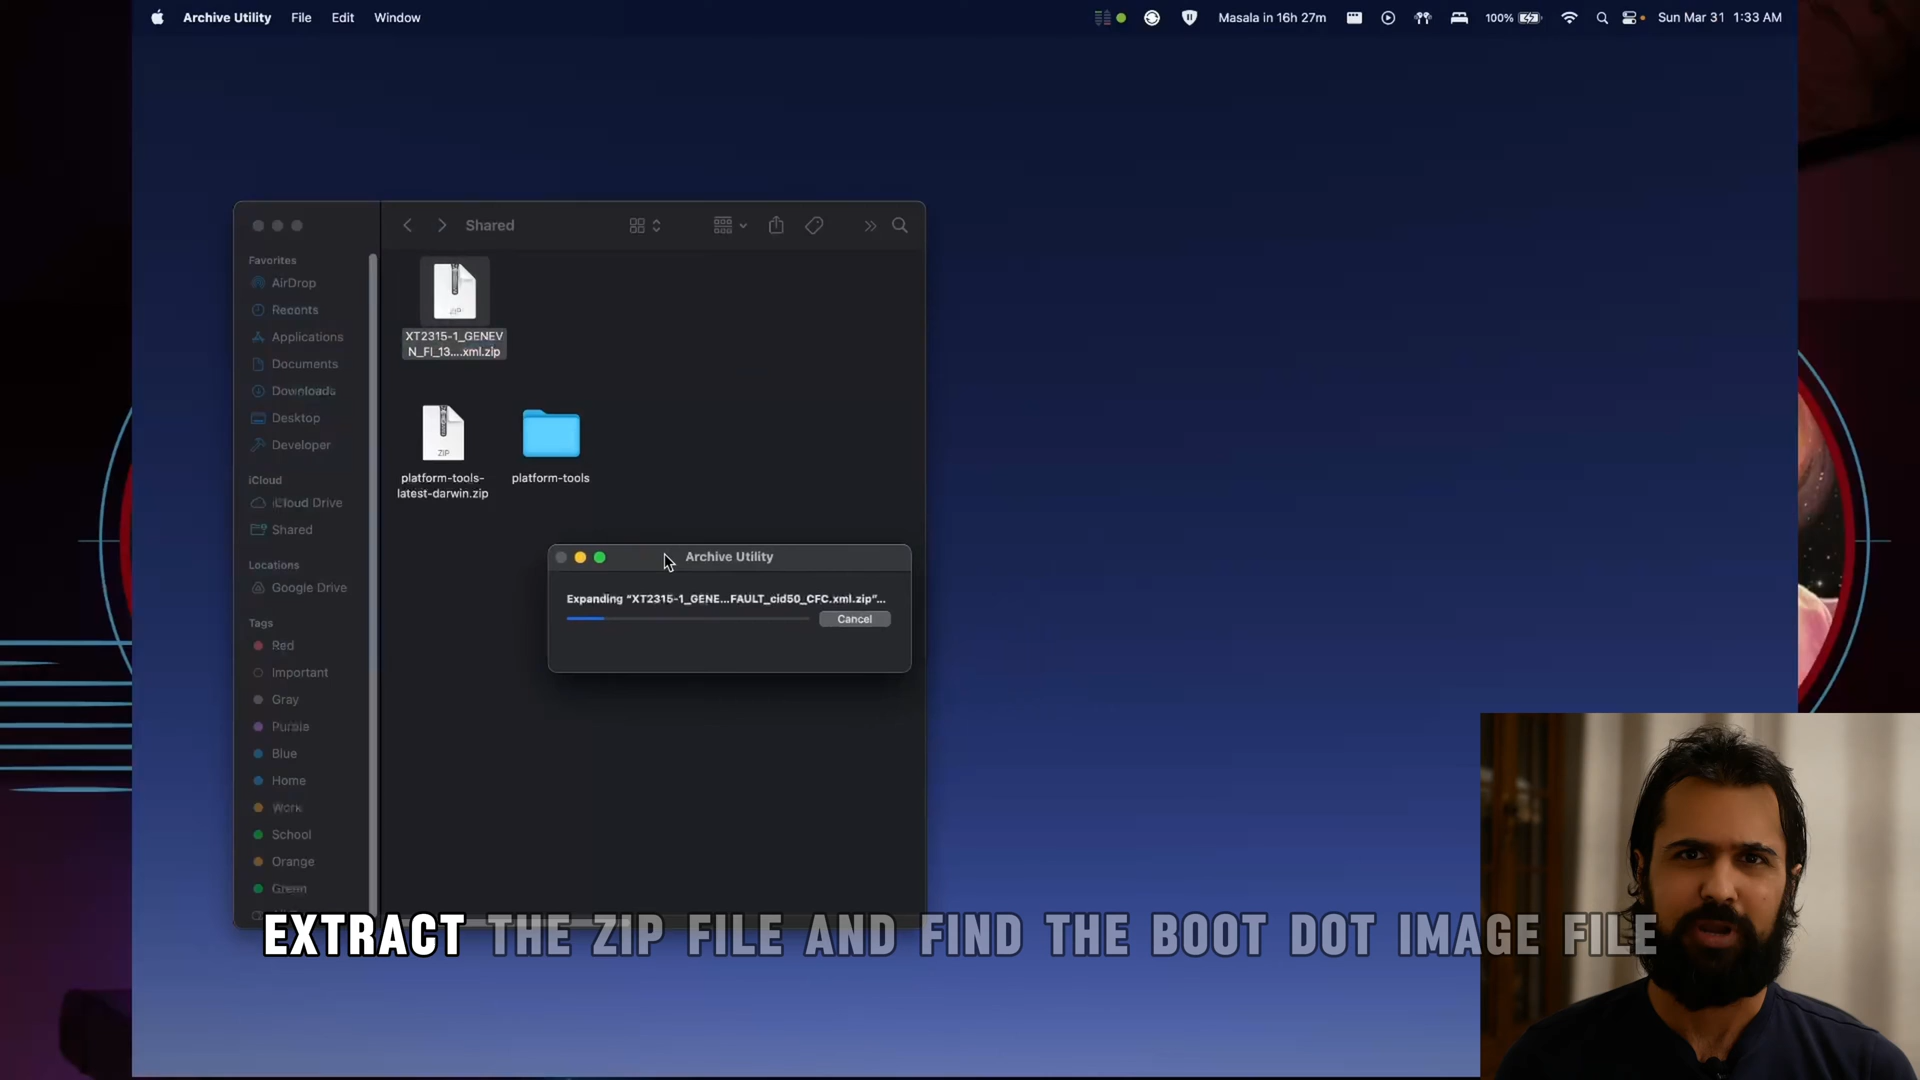 Archive Utility File Edit Window Masala in 16h 27m 100% Sun Mar 31 1:33 AM
Shared
Favorites
AirDrop
Recents
Applications
Documents
Downloads
Desktop
Developer
iCloud
iCloud Drive
Shared
Locations
Google Drive
Tags
Red
Important
Gray
Purple
Blue
Home
Work
School
Orange
Green
ZIP
XT2315-1_GENEV
N_FI_13....xml.zip
ZIP
platform-tools-
latest-darwin.zip
platform-tools
Archive Utility
Expanding “XT2315-1_GENE...FAULT_cid50_CFC.xml.zip”...
Cancel
EXTRACT THE ZIP FILE AND FIND THE BOOT DOT IMAGE FILE